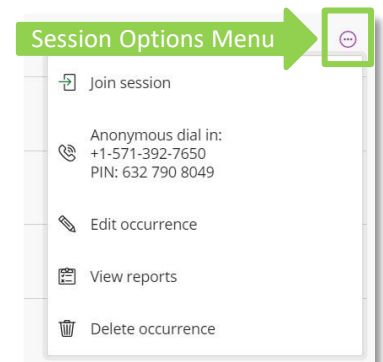 Session Options Menu
Join session
Anonymous dial in:
+1-571-392-7650
PIN: 632 790 8049
Edit occurrence
View reports
Delete occurrence